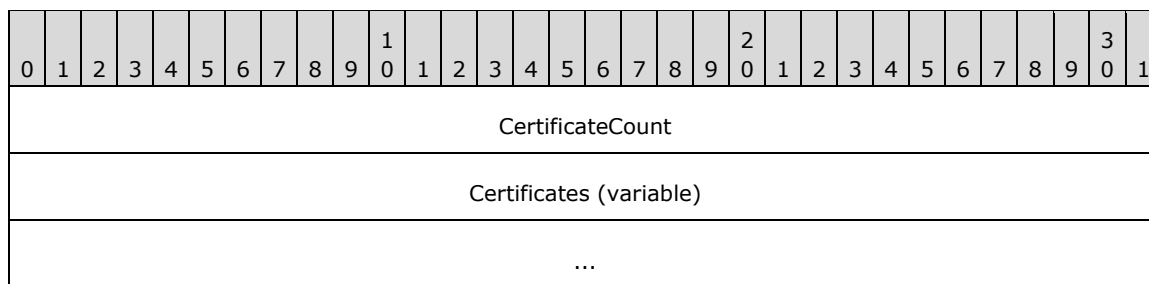 1 2 3
0 1 2 3 4 5 6 7 8 9 0 1 2 3 4 5 6 7 8 9 0 1 2 3 4 5 6 7 8 9 0 1
CertificateCount
Certificates (variable)
...